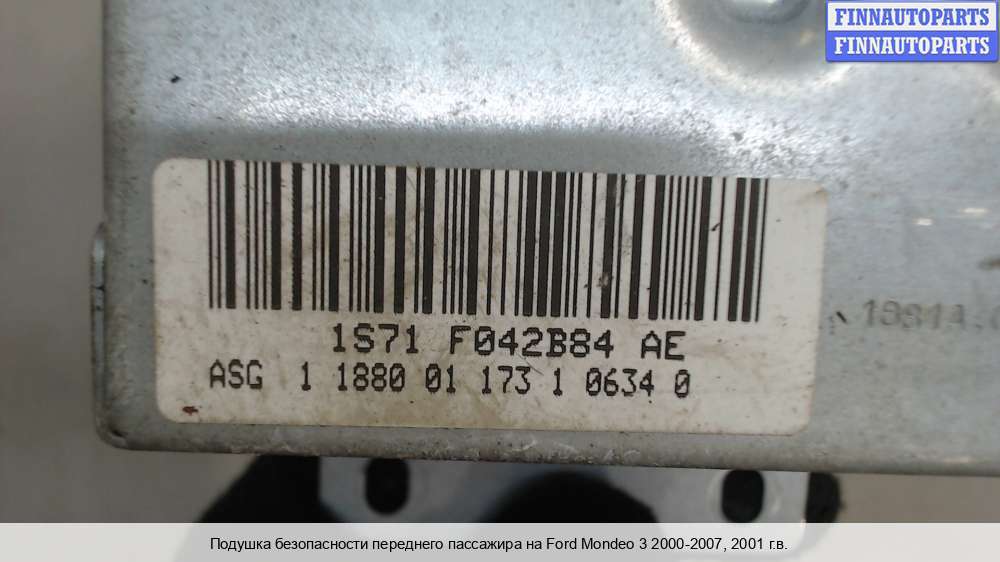 FINNAUTOPARTS
FINNAUTOPARTS
1S71 F042B84 AE
ASG 1 1880 01 173 1 0634 0
Подушка безопасности переднего пассажира на Ford Mondeo 3 2000-2007, 2001 г.в.